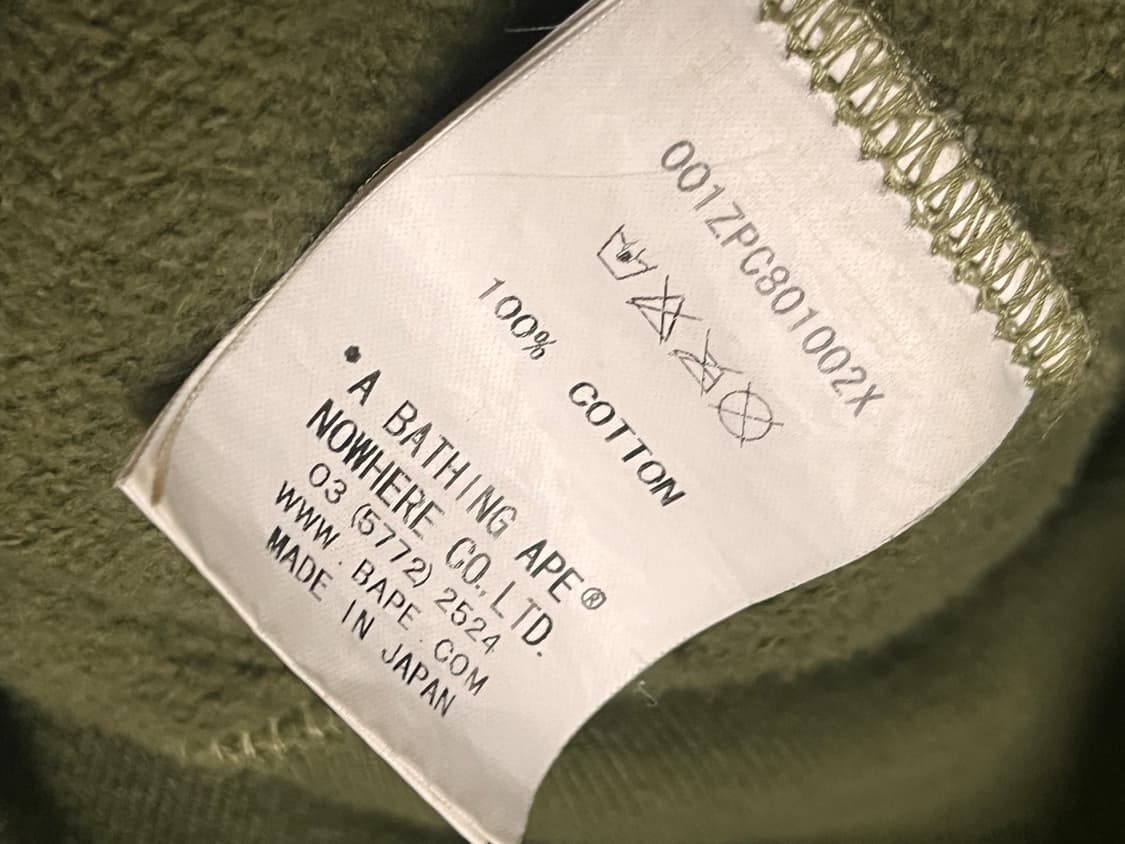 001ZPC801002X
100% COTTON
• A BATHING APE®
NOWHERE CO., LTD.
03 (5772) 2524
WWW.BAPE.COM
MADE IN JAPAN